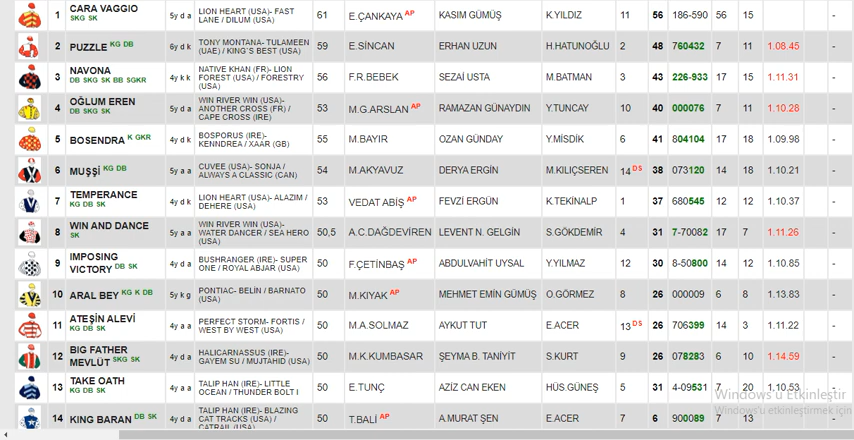 1 CARA VAGGIO SKG SK 5y d a LION HEART (USA)- FAST LANE / DILUM (USA) 61 E.ÇANKAYA AP KASIM GÜMÜŞ K.YILDIZ 11 56 186-590 56 15 -
2 PUZZLE KG DB 6y d k TONY MONTANA- TULAMEEN (UAE) / KING'S BEST (USA) 59 E.SİNCAN ERHAN UZUN H.HATUNOĞLU 2 48 760432 7 11 1.08.45 -
3 NAVONA DB SKG SK BB SGKR 4y k k NATIVE KHAN (FR)- LION FOREST (USA) / FORESTRY (USA) 56 F.R.BEBEK SEZAİ USTA M.BATMAN 3 43 226-933 17 15 1.11.31 -
4 OĞLUM EREN DB SKG SK 5y d a WIN RIVER WIN (USA)- ANOTHER CROSS (FR) / CAPE CROSS (IRE) 53 M.G.ARSLAN AP RAMAZAN GÜNAYDIN Y.TUNCAY 10 40 000076 7 11 1.10.28 -
5 BOSENDRA K GKR 4y d k BOSPORUS (IRE)- KENNDREA / XAAR (GB) 55 M.BAYIR OZAN GÜNDAY Y.MİSDİK 6 41 804104 17 18 1.09.98 -
6 MUŞŞİ KG DB 5y a a CUVEE (USA)- SONJA / ALWAYS A CLASSIC (CAN) 54 M.AKYAVUZ DERYA ERGİN M.KILIÇSEREN 14 DS 38 073120 14 18 1.10.21 -
7 TEMPERANCE KG DB SK 4y d k LION HEART (USA)- ALAZIM / DEHERE (USA) 53 VEDAT ABİŞ AP FEVZİ ERGÜN K.TEKİNALP 1 37 680545 12 12 1.10.37 -
8 WIN AND DANCE SK 5y a a WIN RIVER WIN (USA)- WATER DANCER / SEA HERO (USA) 50,5 A.C.DAĞDEVİREN LEVENT N. GELGİN S.GÖKDEMİR 4 31 7-70082 17 7 1.11.26 -
9 IMPOSING VICTORY DB SK 4y d a BUSHRANGER (IRE)- SUPER ONE / ROYAL ABJAR (USA) 50 F.ÇETİNBAŞ AP ABDULVAHİT UYSAL Y.YILMAZ 12 30 8-50800 14 12 1.10.85 -
10 ARAL BEY KG K DB 5y k g PONTIAC- BELİN / BARNATO (USA) 50 M.KIYAK AP MEHMET EMİN GÜMÜŞ O.GÖRMEZ 8 26 000009 6 8 1.13.83 -
11 ATEŞİN ALEVİ KG DB SK 4y a a PERFECT STORM- FORTIS / WEST BY WEST (USA) 50 M.A.SOLMAZ AYKUT TUT E.ACER 13 DS 26 706399 14 3 1.11.22 -
12 BIG FATHER MEVLÜT SKG SK 4y d a HALICARNASSUS (IRE)- GAYEM SU / MUJTAHID (USA) 50 M.K.KUMBASAR ŞEYMA B. TANİYİT S.KURT 9 26 078283 6 10 1.14.59 -
13 TAKE OATH KG DB SK 4y a a TALIP HAN (IRE)- LITTLE OCEAN / THUNDER BOLT I 50 E.TUNÇ AZİZ CAN EKEN HÜS.GÜNEŞ 5 31 4-09531 7 20 1.10.53 -
Windows'u Etkinleştir
14 KING BARAN DB SK 4y d a TALIP HAN (IRE)- BLAZING CAT TRACKS (USA) / CATRAIL (USA) 50 T.BALİ AP A.MURAT ŞEN E.ACER 7 6 900089 7 13 -
Windows'u etkinleştirmek için